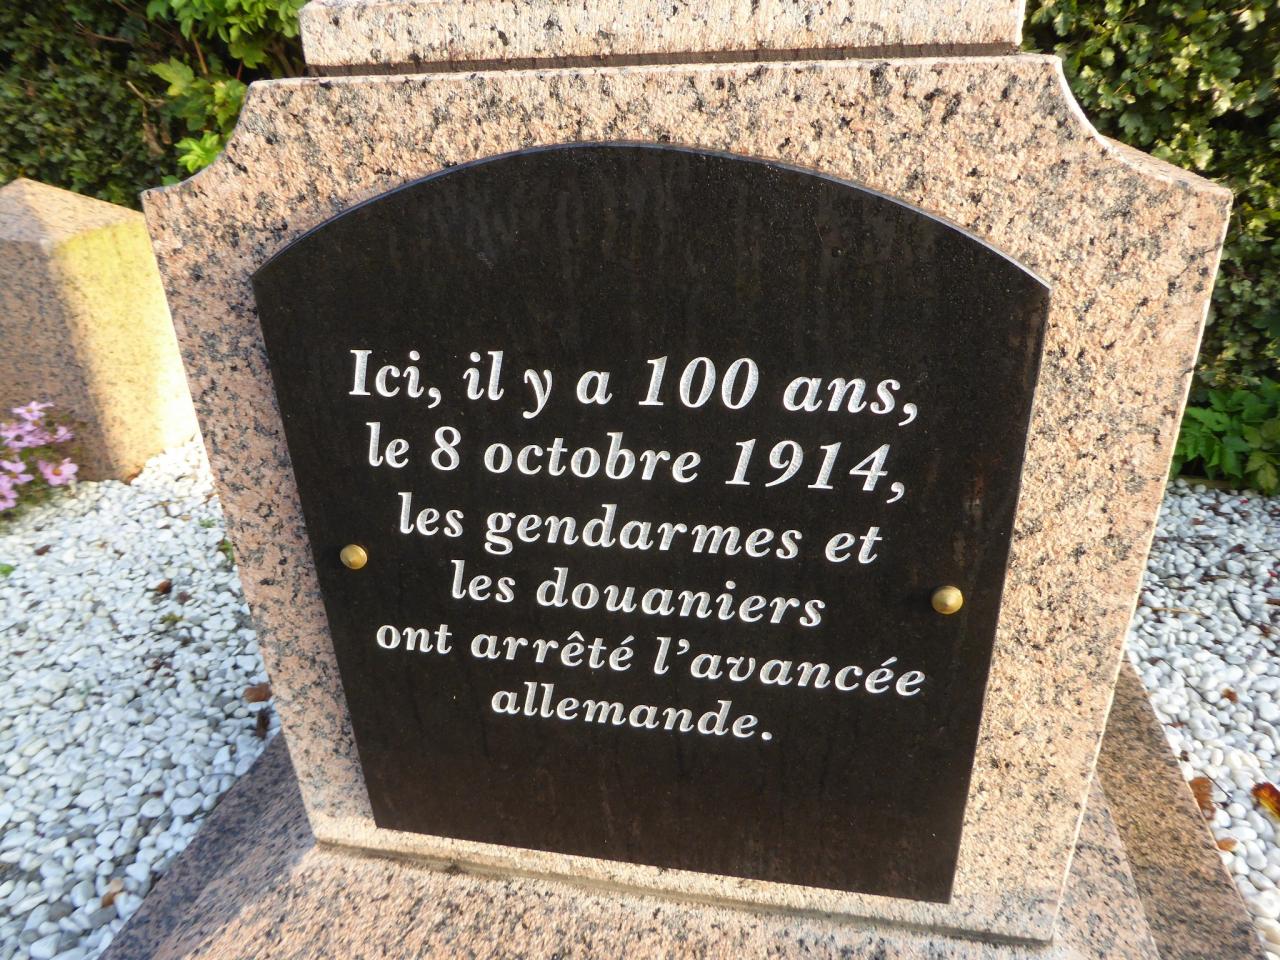 Ici, il y a 100 ans,
le 8 octobre 1914,
les gendarmes et
les douaniers
ont arrêté l'avancée
allemande.